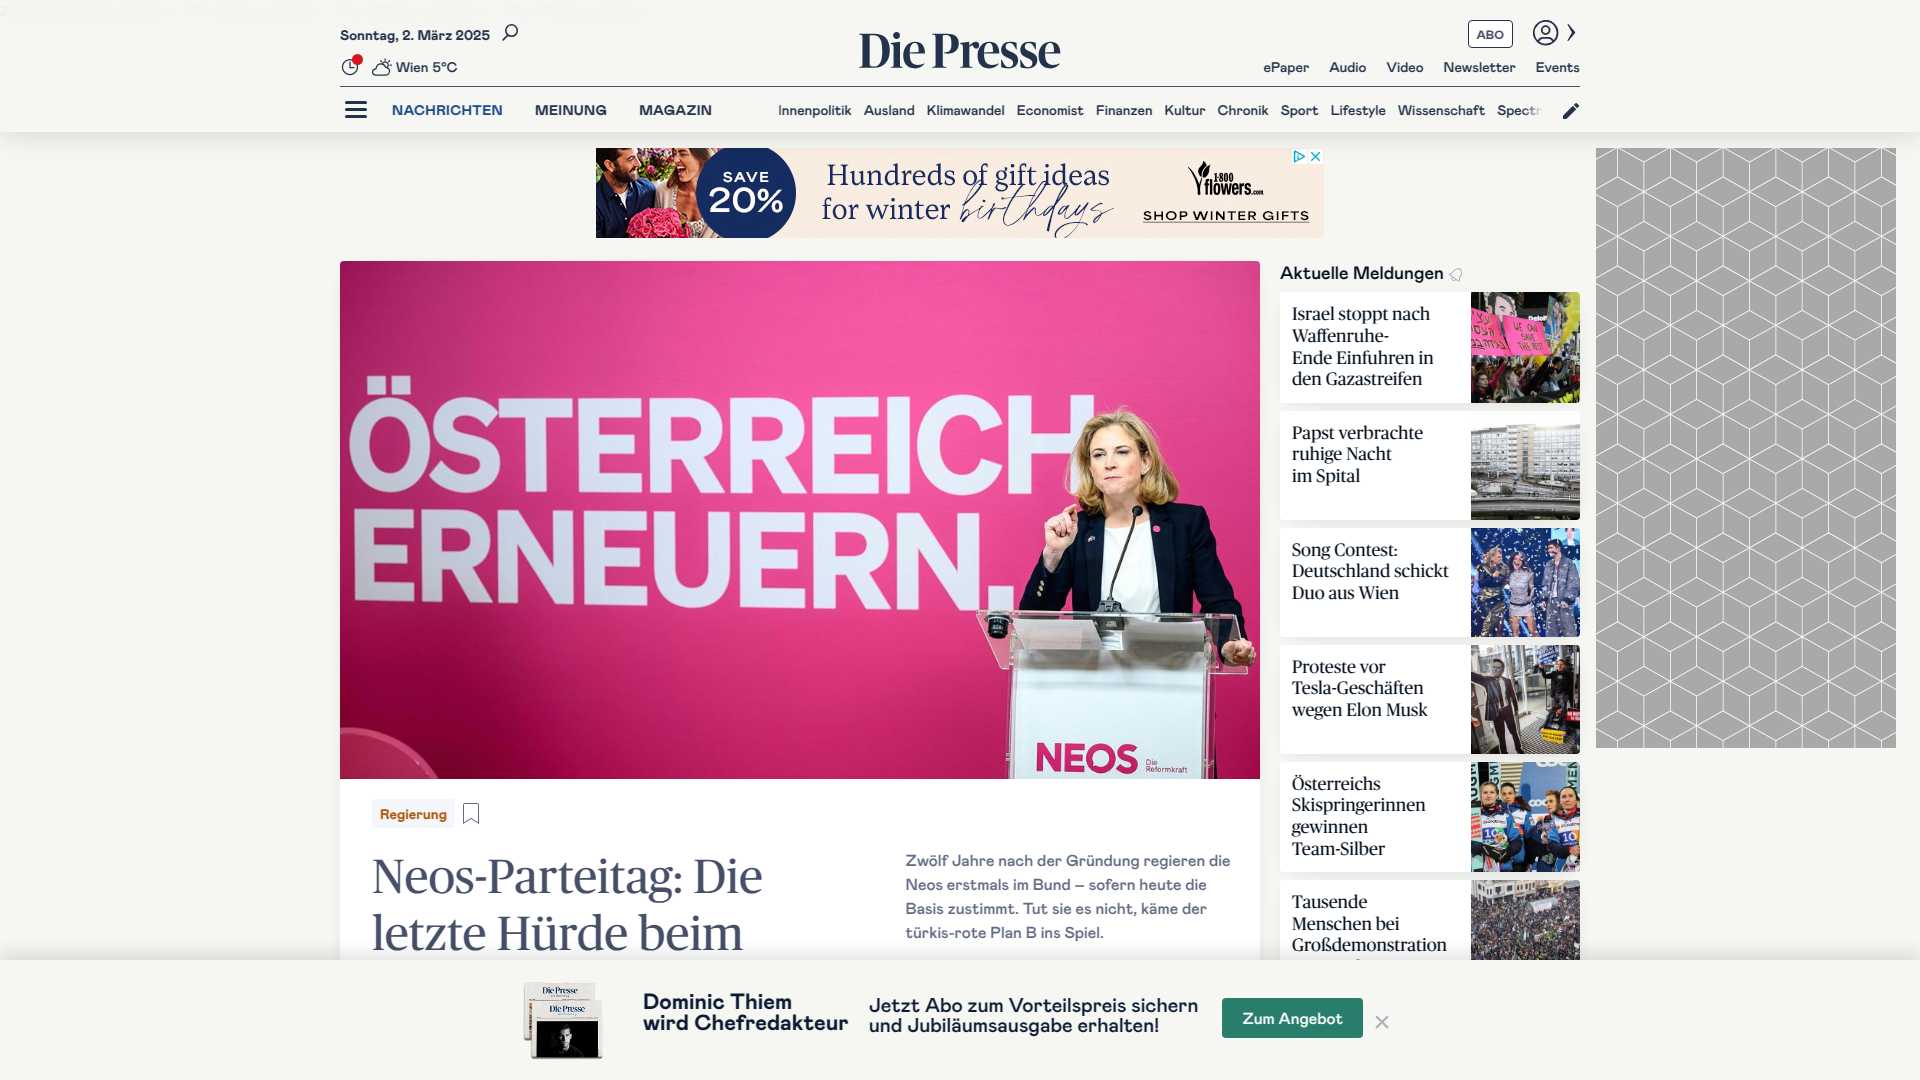 Sonntag, 2. März 2025
Die Presse
ABO
Wien 5°C
ePaper Audio Video Newsletter Events
NACHRICHTEN MEINUNG MAGAZIN
Innenpolitik Ausland Klimawandel Economist Finanzen Kultur Chronik Sport Lifestyle Wissenschaft Spectr
SAVE
20%
Hundreds of gift ideas
for winter birthdays
1-800
flowers.com
SHOP WINTER GIFTS
ÖSTERREICH
ERNEUERN.
NEOS
Die
Reformkraft
Regierung
Neos-Parteitag: Die
letzte Hürde beim
Zwölf Jahre nach der Gründung regieren die
Neos erstmals im Bund – sofern heute die
Basis zustimmt. Tut sie es nicht, käme der
türkis-rote Plan B ins Spiel.
Aktuelle Meldungen
Israel stoppt nach
Waffenruhe-
Ende Einfuhren in
den Gazastreifen
Papst verbrachte
ruhige Nacht
im Spital
Song Contest:
Deutschland schickt
Duo aus Wien
Proteste vor
Tesla-Geschäften
wegen Elon Musk
Österreichs
Skispringerinnen
gewinnen
Team-Silber
Tausende
Menschen bei
Großdemonstration
Die Presse
Die Presse
Dominic Thiem
wird Chefredakteur
Jetzt Abo zum Vorteilspreis sichern
und Jubiläumsausgabe erhalten!
Zum Angebot